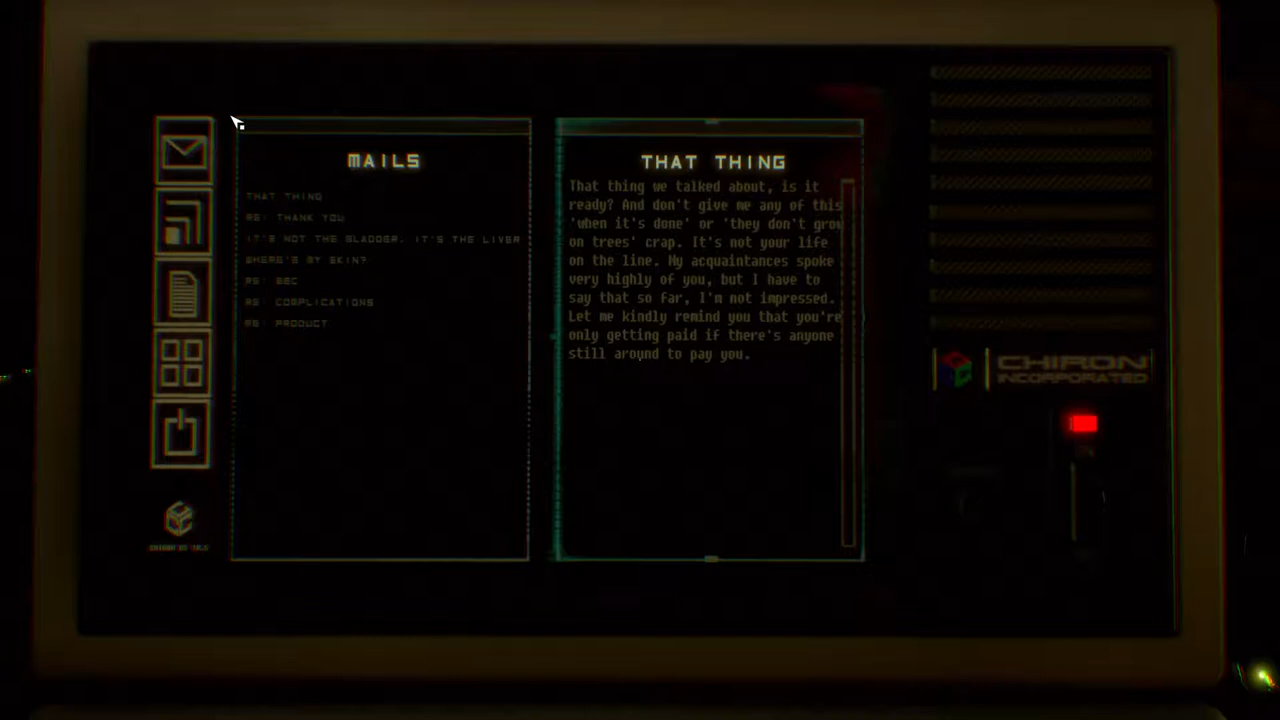 MAILS
THAT THING
RE: THANK YOU
IT'S NOT THE BLADDER, IT'S THE LIVER
WHERE'S MY SKIN?
RE: BBC
RE: COMPLICATIONS
RE: PRODUCT
THAT THING
That thing we talked about, is it
ready? And don't give me any of this
'when it's done' or 'they don't grow
on trees' crap. It's not your life
on the line. My acquaintances spoke
very highly of you, but I have to
say that so far, I'm not impressed.
Let me kindly remind you that you're
only getting paid if there's anyone
still around to pay you.
CHIRON
INCORPORATED